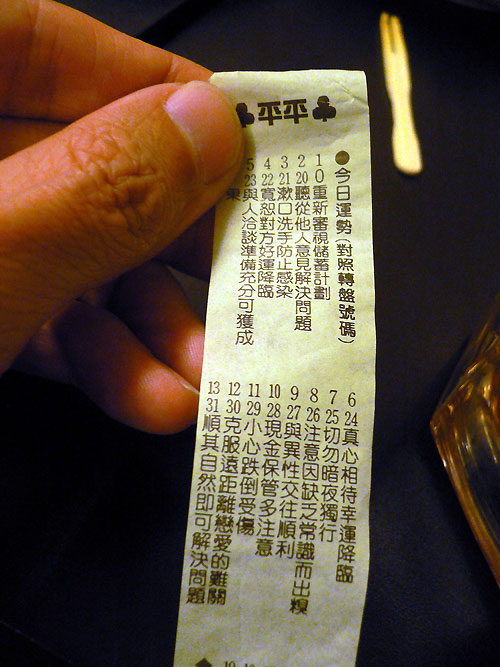 ♣平平♣
●今日運勢(對照轉盤號碼)
1 0 重新審視儲蓄計劃
2 20 聽從他人意見解決問題
3 21 漱口洗手防止感染
4 22 寬恕對方好運降臨
5 23 與人洽談準備充分可獲成
果
6 24 真心相待幸運降臨
7 25 切勿暗夜獨行
8 26 注意因缺乏常識而出糗
9 27 與異性交往順利
10 28 現金保管多注意
11 29 小心跌倒受傷
12 30 克服遠距離戀愛的難關
13 31 順其自然即可解決問題